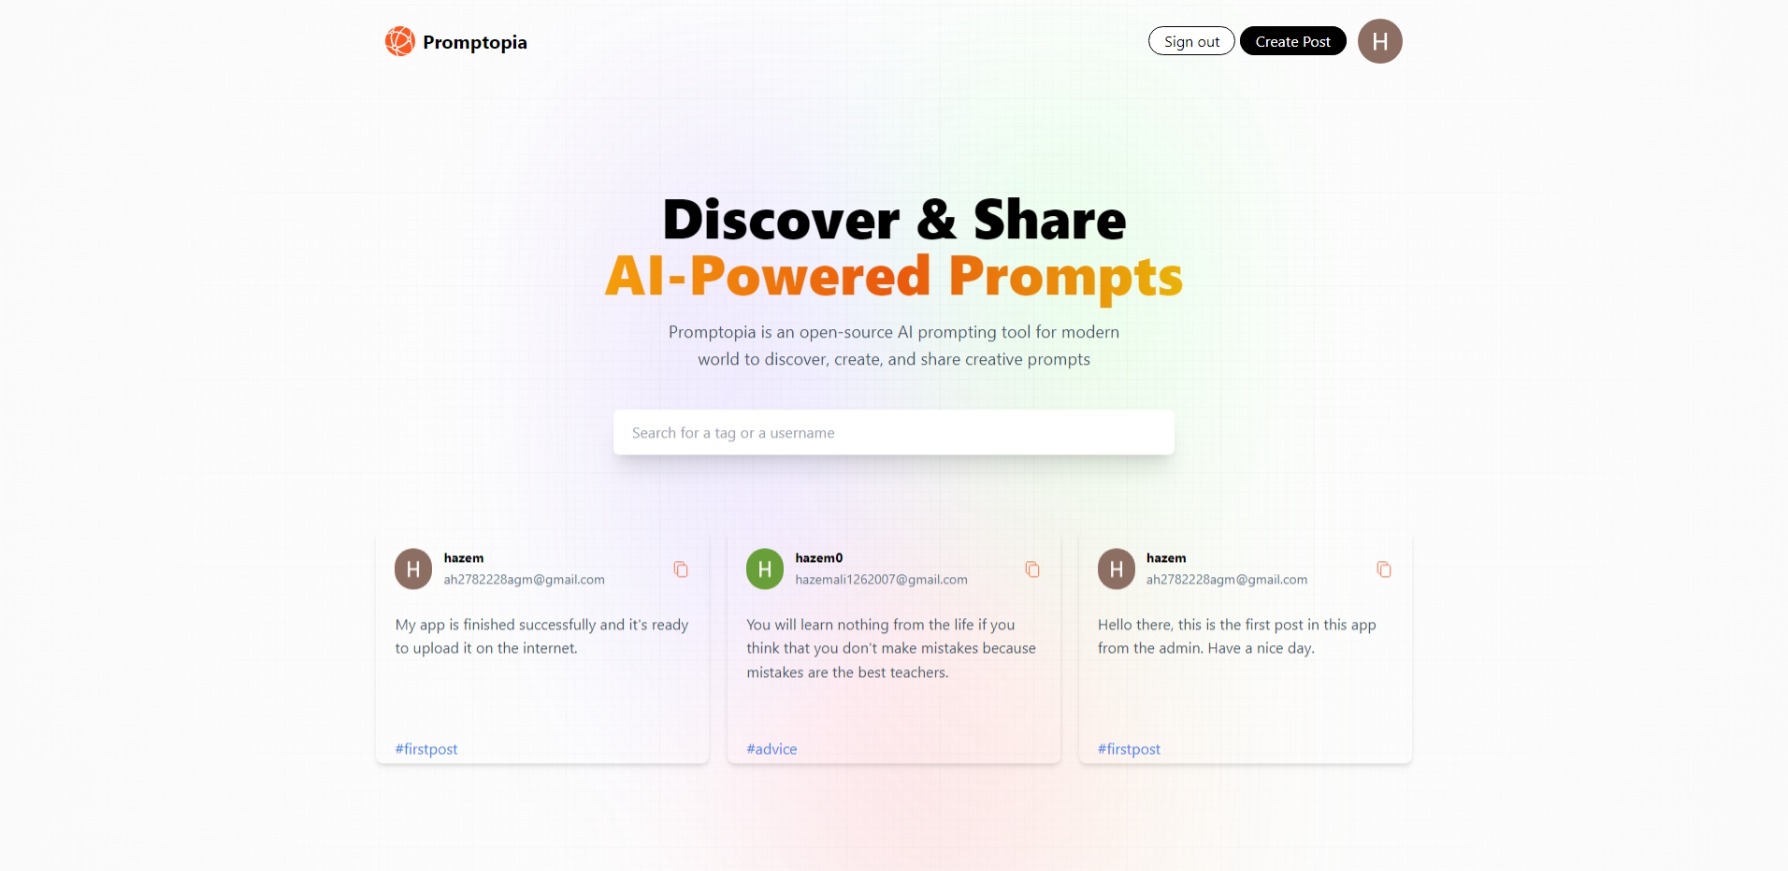 Promptopia
Sign out
Create Post
H
Discover & Share
AI-Powered Prompts
Promptopia is an open-source AI prompting tool for modern
world to discover, create, and share creative prompts
Search for a tag or a username
H
hazem
ah2782228agm@gmail.com
My app is finished successfully and it's ready
to upload it on the internet.
#firstpost
H
hazem0
hazemali1262007@gmail.com
You will learn nothing from the life if you
think that you don't make mistakes because
mistakes are the best teachers.
#advice
H
hazem
ah2782228agm@gmail.com
Hello there, this is the first post in this app
from the admin. Have a nice day.
#firstpost